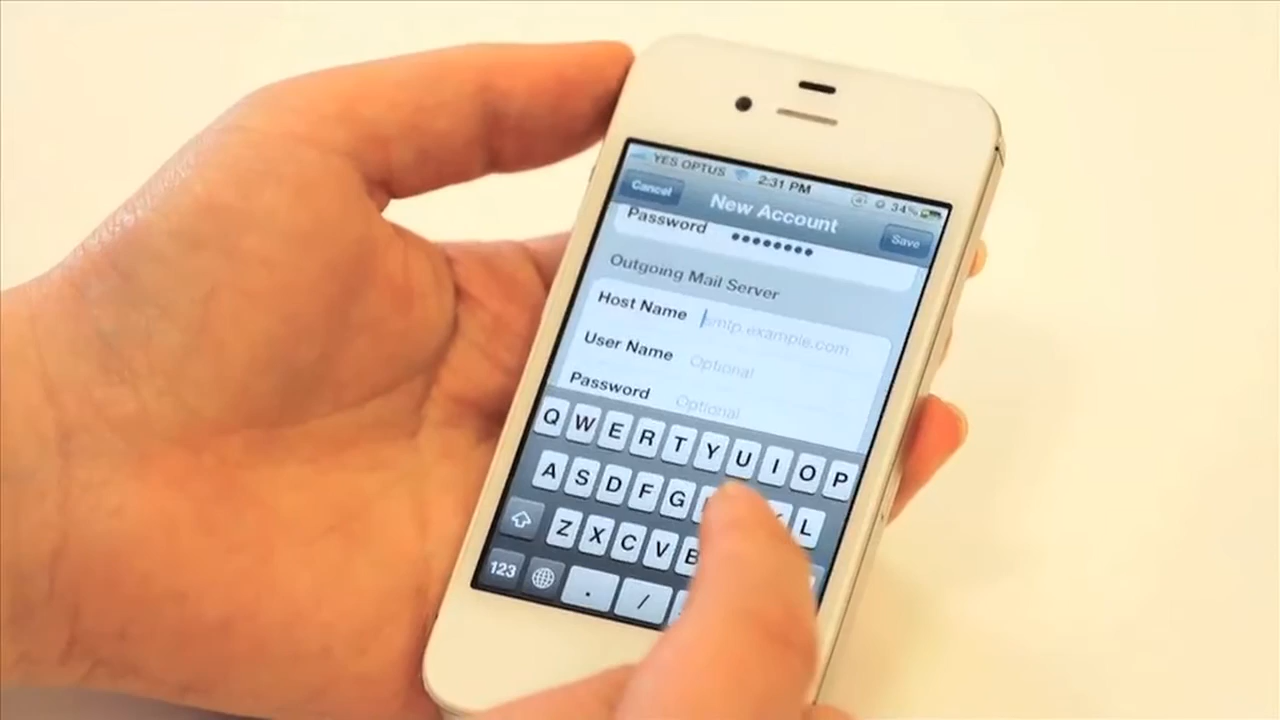 YES OPTUS 2:31 PM 34%
Cancel New Account Save
Password ••••••••
Outgoing Mail Server
Host Name smtp.example.com
User Name Optional
Password Optional
Q W E R T Y U I O P
A S D F G L
Z X C V B
123 . /